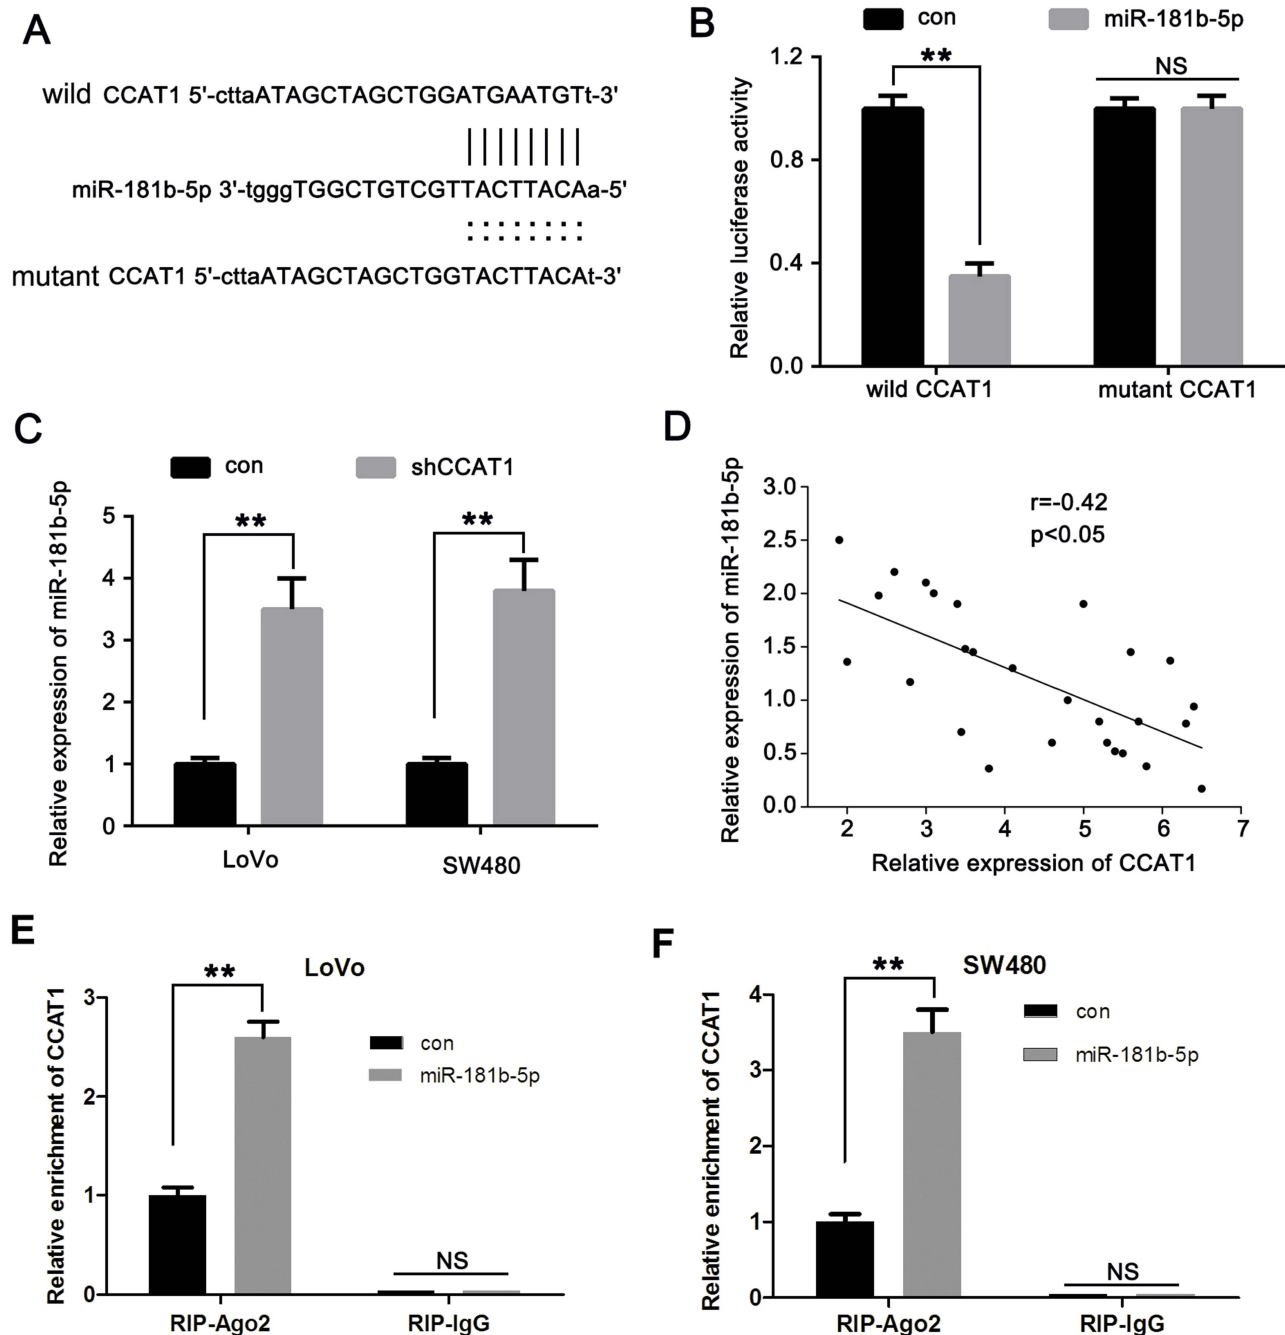 A
wild CCAT1 5'-cttaATAGCTAGCTGGATGAATGTt-3'
miR-181b-5p 3'-tgggTGGCTGTCGTTACTTACAa-5'
mutant CCAT1 5'-cttaATAGCTAGCTGGTACTTACAt-3'
B
con
miR-181b-5p
Relative luciferase activity
1.2
0.8
0.4
0.0
**
NS
wild CCAT1
mutant CCAT1
C
con
shCCAT1
Relative expression of miR-181b-5p
5
4
3
2
1
0
**
**
LoVo
SW480
D
Relative expression of miR-181b-5p
3.0
2.5
2.0
1.5
1.0
0.5
0.0
r=-0.42
p<0.05
2 3 4 5 6 7
Relative expression of CCAT1
E
LoVo
Relative enrichment of CCAT1
3
2
1
0
**
con
miR-181b-5p
NS
RIP-Ago2
RIP-IgG
F
SW480
Relative enrichment of CCAT1
4
3
2
1
0
**
con
miR-181b-5p
NS
RIP-Ago2
RIP-IgG